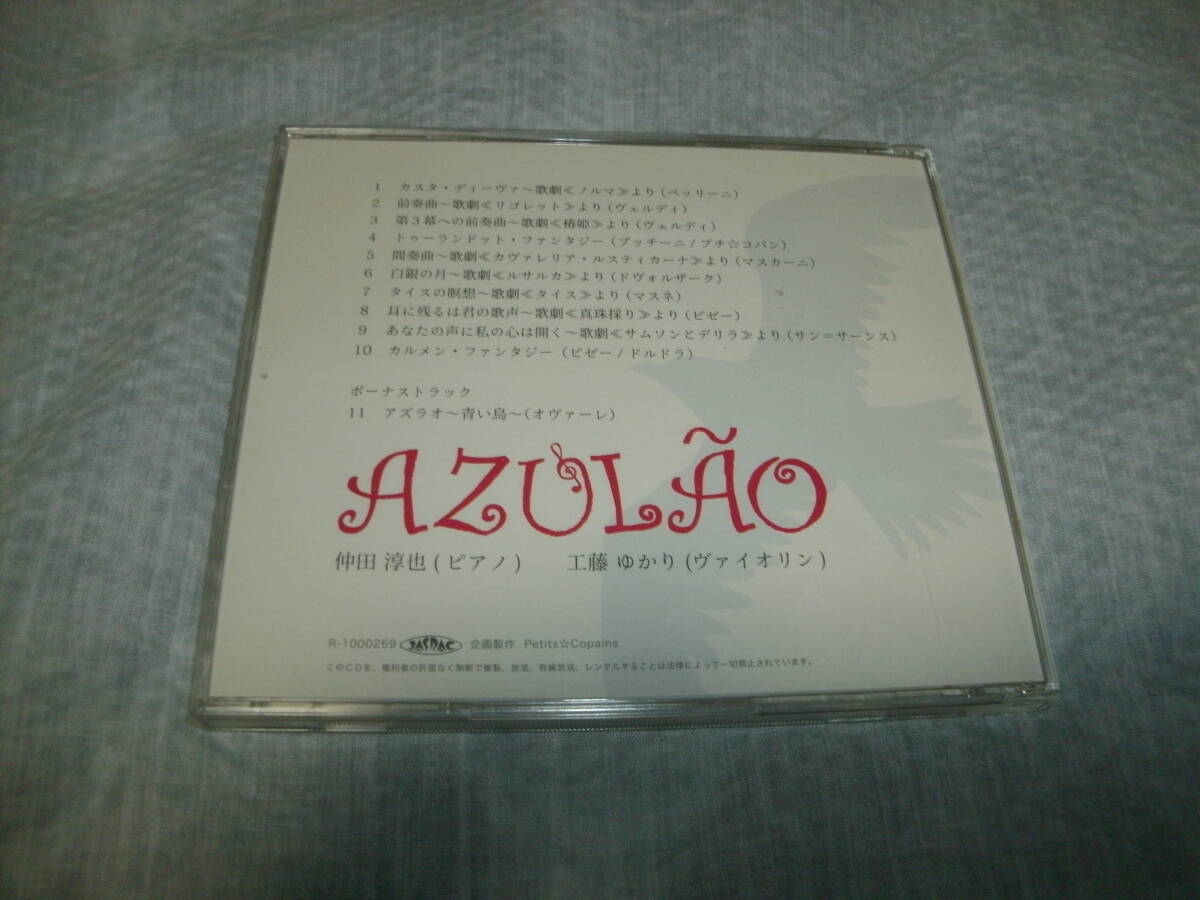 1 カスタ・ディーヴァ～歌劇≪ノルマ≫より（ベッリーニ）
2 前奏曲～歌劇≪リゴレット≫より（ヴェルディ）
3 第３幕への前奏曲～歌劇≪椿姫≫より（ヴェルディ）
4 トゥーランドット・ファンタジー（プッチーニ/プチ☆コパン）
5 間奏曲～歌劇≪カヴァレリア・ルスティカーナ≫より（マスカーニ）
6 白銀の月～歌劇≪ルサルカ≫より（ドヴォルザーク）
7 タイスの瞑想～歌劇≪タイス≫より（マスネ）
8 耳に残るは君の歌声～歌劇≪真珠採り≫より（ビゼー）
9 あなたの声に私の心は開く～歌劇≪サムソンとデリラ≫より（サン＝サーンス）
10 カルメン・ファンタジー（ビゼー/ドルドラ）
ボーナストラック
11 アズラオ～青い鳥～（オヴァーレ）
AZULÃO
仲田 淳也(ピアノ) 工藤 ゆかり(ヴァイオリン)
R-1000259 JASRAC 企画製作 Petits☆Copains
このＣＤを、権利者の許諾なく無断で複製、放送、有線放送、レンタルすることは法律によって一切禁止されています。